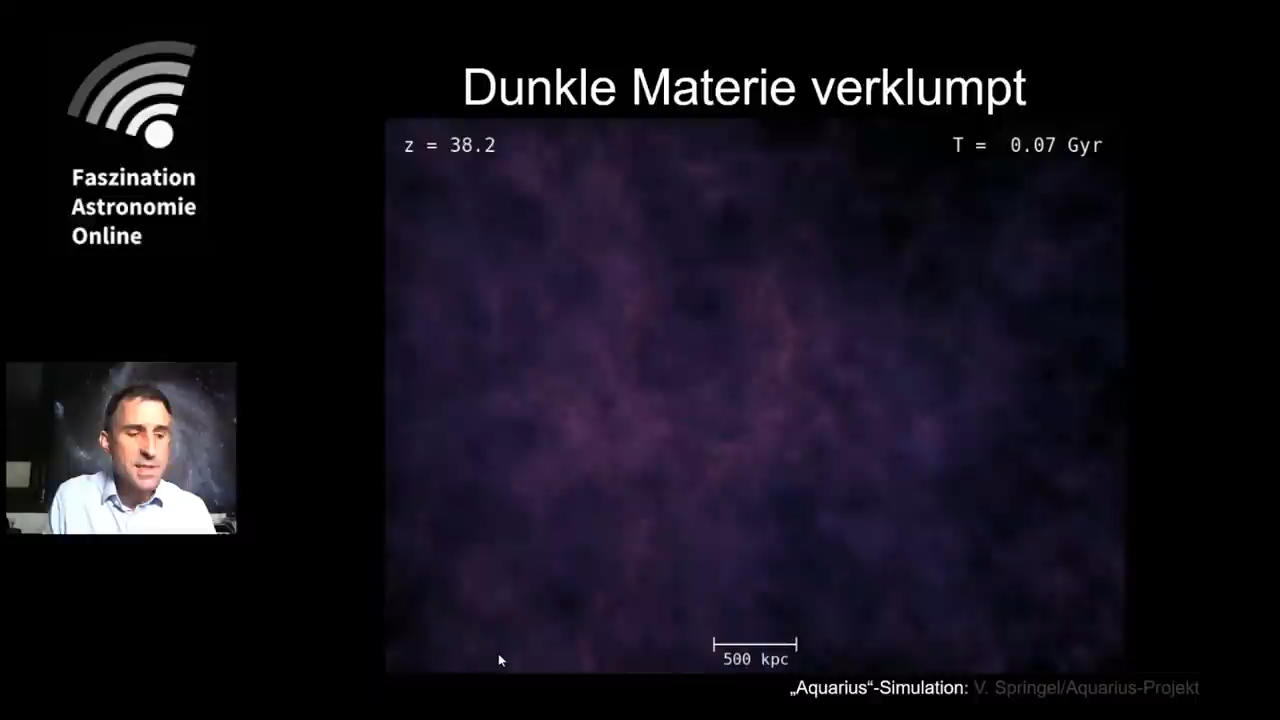 Dunkle Materie verklumpt
z = 38.2
T = 0.07 Gyr
Faszination
Astronomie
Online
500 kpc
„Aquarius“-Simulation: V. Springel/Aquarius-Projekt